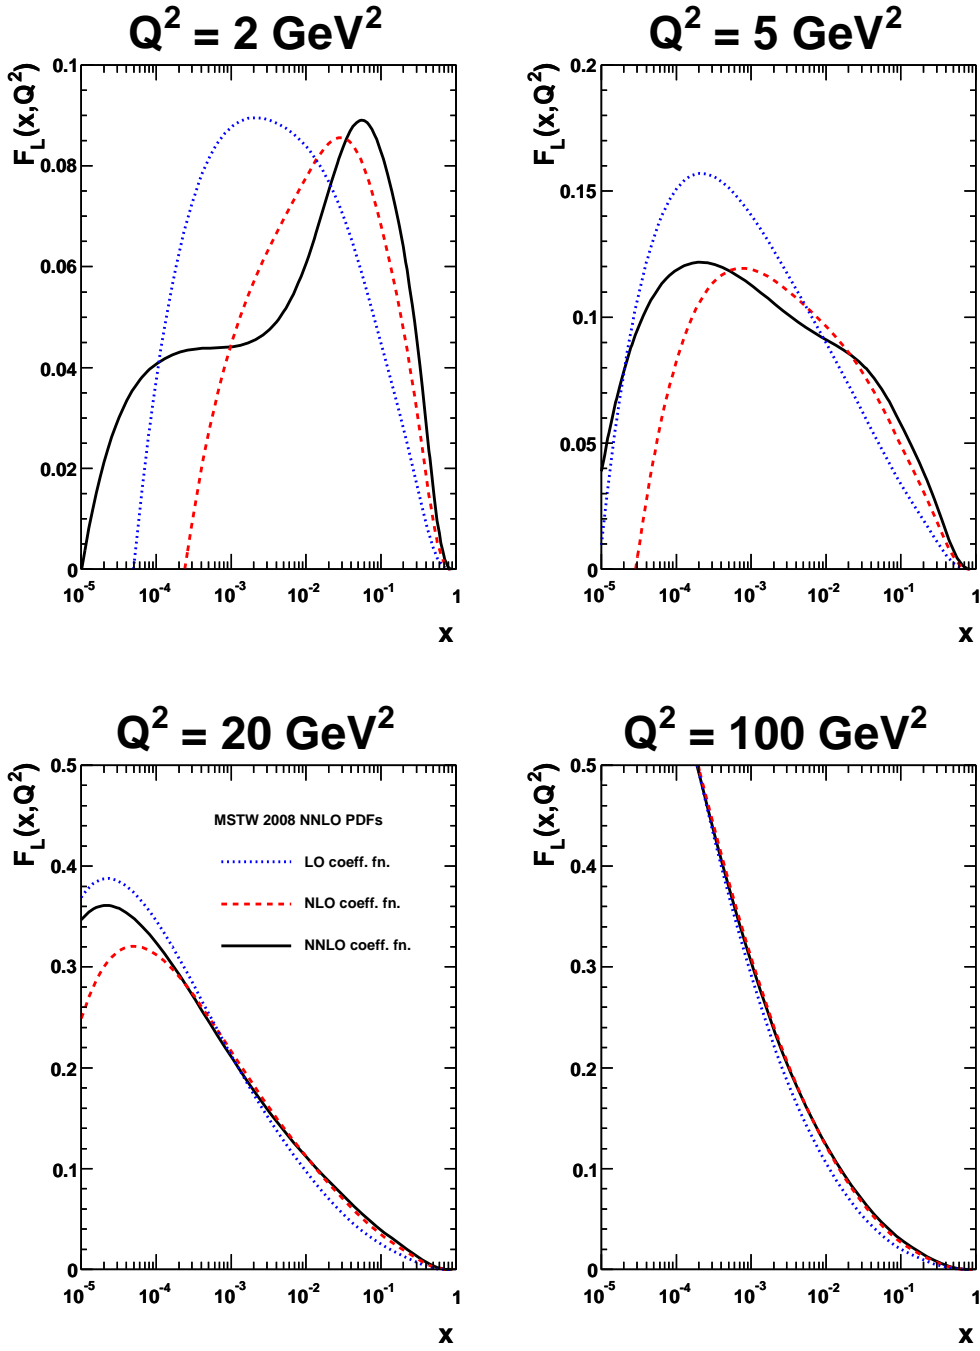 Q² = 2 GeV²
F_L(x,Q²)
0.1
0.08
0.06
0.04
0.02
0
10⁻⁵ 10⁻⁴ 10⁻³ 10⁻² 10⁻¹ 1
x
Q² = 5 GeV²
F_L(x,Q²)
0.2
0.15
0.1
0.05
0
10⁻⁵ 10⁻⁴ 10⁻³ 10⁻² 10⁻¹ 1
x
Q² = 20 GeV²
F_L(x,Q²)
0.5
0.4
0.3
0.2
0.1
0
MSTW 2008 NNLO PDFs
LO coeff. fn.
NLO coeff. fn.
NNLO coeff. fn.
10⁻⁵ 10⁻⁴ 10⁻³ 10⁻² 10⁻¹ 1
x
Q² = 100 GeV²
F_L(x,Q²)
0.5
0.4
0.3
0.2
0.1
0
10⁻⁵ 10⁻⁴ 10⁻³ 10⁻² 10⁻¹ 1
x